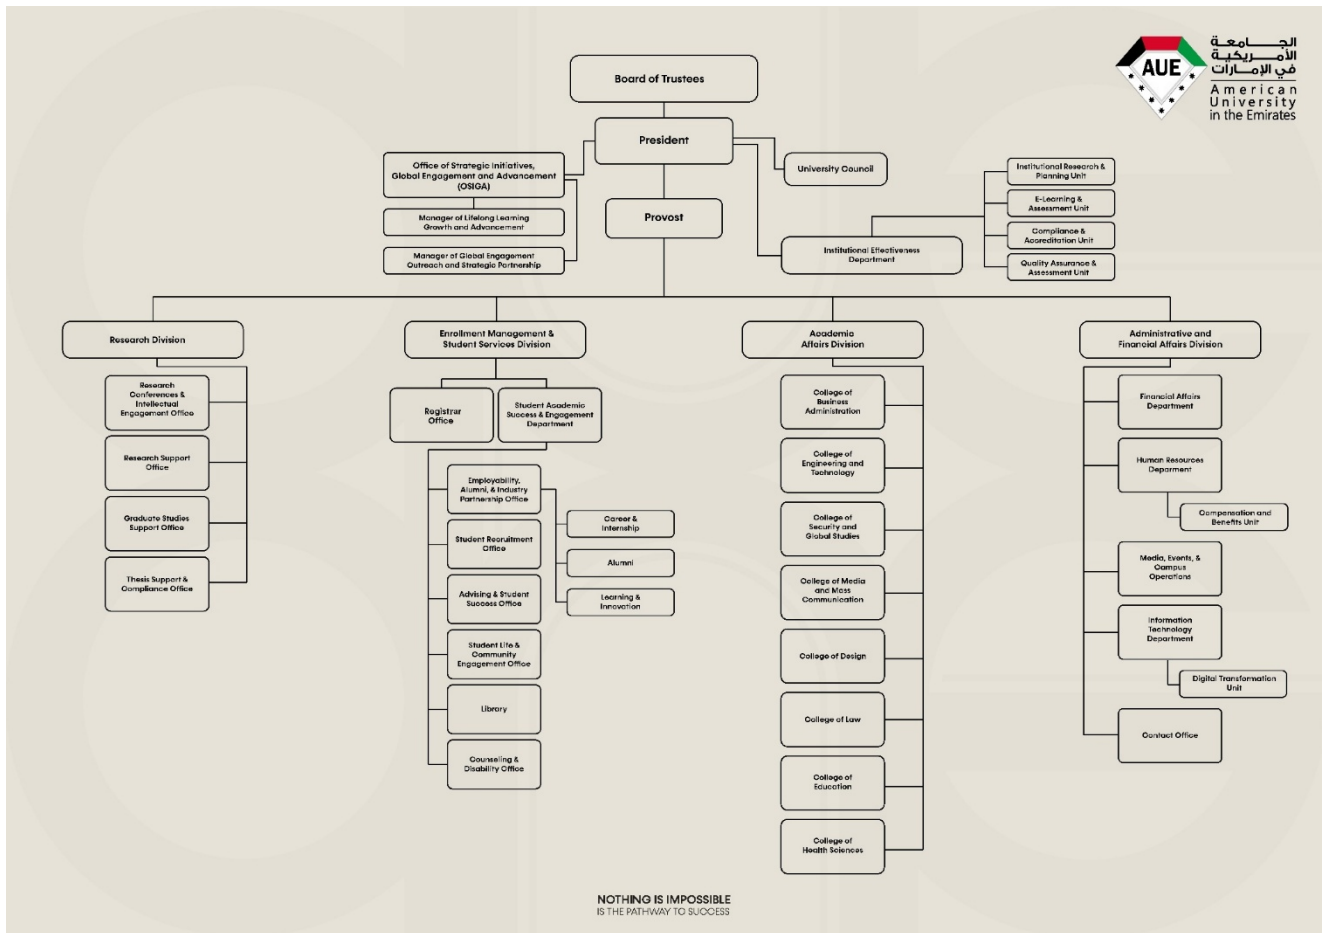 الجـــــامعـة
الأمـــريكيـة
في الإمــارات
AUE
American
University
in the Emirates
Board of Trustees
President
Office of Strategic Initiatives,
Global Engagement and Advancement
(OSIGA)
University Council
Manager of Lifelong Learning
Growth and Advancement
Provost
Manager of Global Engagement
Outreach and Strategic Partnership
Institutional Effectiveness
Department
Institutional Research &
Planning Unit
E-Learning &
Assessment Unit
Compliance &
Accreditation Unit
Quality Assurance &
Assessment Unit
Research Division
Research
Conferences &
Intellectual
Engagement Office
Research Support
Office
Graduate Studies
Support Office
Thesis Support &
Compliance Office
Enrollment Management &
Student Services Division
Registrar
Office
Student Academic
Success & Engagement
Department
Employability,
Alumni, & Industry
Partnership Office
Career &
Internship
Alumni
Learning &
Innovation
Student Recruitment
Office
Advising & Student
Success Office
Student Life &
Community
Engagement Office
Library
Counseling &
Disability Office
Academia
Affairs Division
College of
Business
Administration
College of
Engineering and
Technology
College of
Security and
Global Studies
College of Media
and Mass
Communication
College of Design
College of Law
College of
Education
College of
Health Sciences
Administrative and
Financial Affairs Division
Financial Affairs
Department
Human Resources
Deparment
Compensation and
Benefits Unit
Media, Events, &
Campus
Operations
Information
Technology
Department
Digital Transformation
Unit
Contact Office
NOTHING IS IMPOSSIBLE
IS THE PATHWAY TO SUCCESS